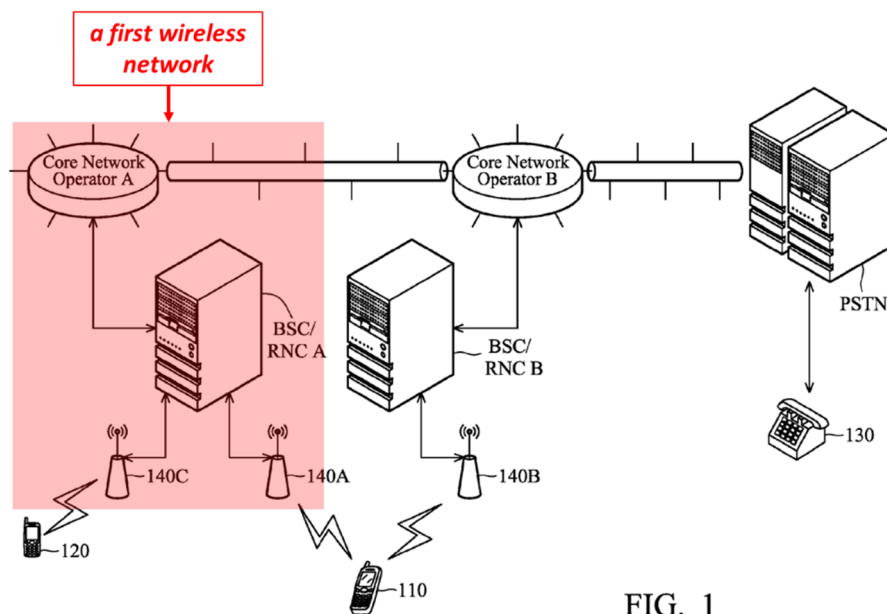 a first wireless
network
Core Network
Operator A
Core Network
Operator B
BSC/
RNC A
BSC/
RNC B
PSTN
140C
140A
140B
130
120
110
FIG. 1